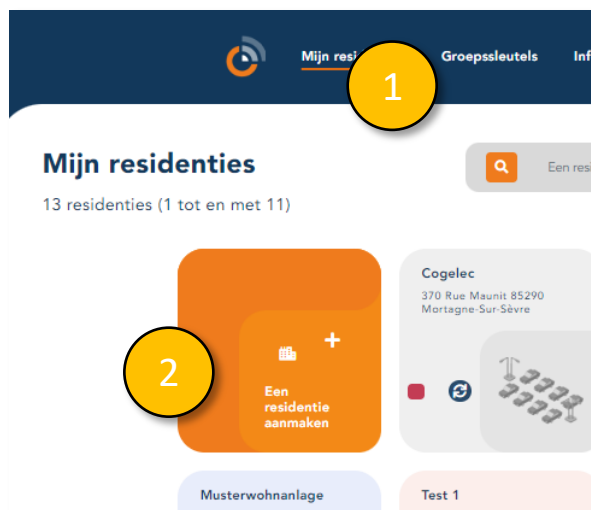 Mijn resi
Groepssleutels
Inf
1
Mijn residenties
13 residenties (1 tot en met 11)
Een resi
2
Een
residentie
aanmaken
Cogelec
370 Rue Maunit 85290
Mortagne-Sur-Sèvre
Musterwohnanlage
Test 1